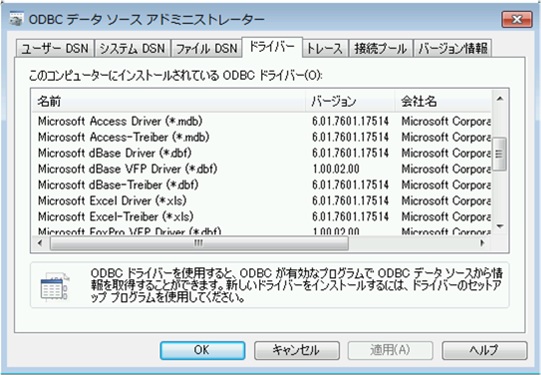 ODBC データ ソース アドミニストレーター
ユーザー DSN システム DSN ファイル DSN ドライバー トレース 接続プール バージョン情報
このコンピューターにインストールされている ODBC ドライバー(O):
名前 バージョン 会社名
Microsoft Access Driver (*.mdb) 6.01.7601.17514 Microsoft Corpora
Microsoft Access-Treiber (*.mdb) 6.01.7601.17514 Microsoft Corpora
Microsoft dBase Driver (*.dbf) 6.01.7601.17514 Microsoft Corpora
Microsoft dBase VFP Driver (*.dbf) 1.00.02.00 Microsoft Corpora
Microsoft dBase-Treiber (*.dbf) 6.01.7601.17514 Microsoft Corpora
Microsoft Excel Driver (*.xls) 6.01.7601.17514 Microsoft Corpora
Microsoft Excel-Treiber (*.xls) 6.01.7601.17514 Microsoft Corpora
Microsoft FoxPro VFP Driver (*.dbf) 1.00.02.00 Microsoft Corpora
ODBC ドライバーを使用すると、ODBC が有効なプログラムで ODBC データ ソースから情
報を取得することができます。新しいドライバーをインストールするには、ドライバーのセットア
ップ プログラムを使用してください。
OK キャンセル 適用(A) ヘルプ